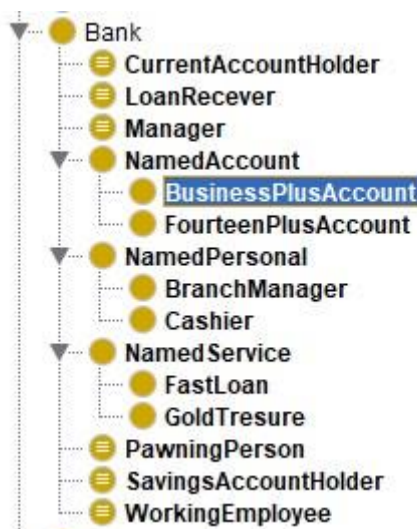 Bank
CurrentAccountHolder
LoanRecever
Manager
NamedAccount
BusinessPlusAccount
FourteenPlusAccount
NamedPersonal
BranchManager
Cashier
NamedService
FastLoan
GoldTresure
PawningPerson
SavingsAccountHolder
WorkingEmployee